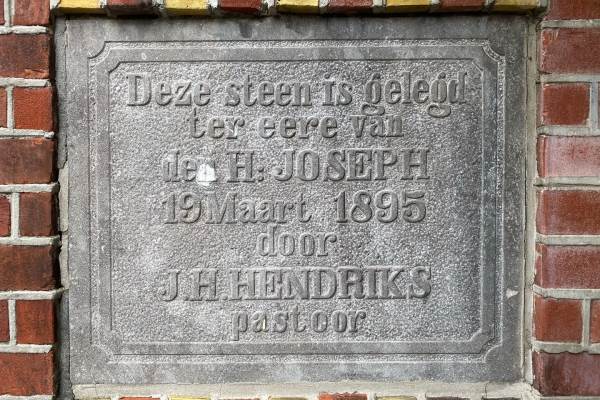 Deze steen is gelegd
ter eere van
den H: JOSEPH
19 Maart 1895
door
J.H. HENDRIKS
pastoor